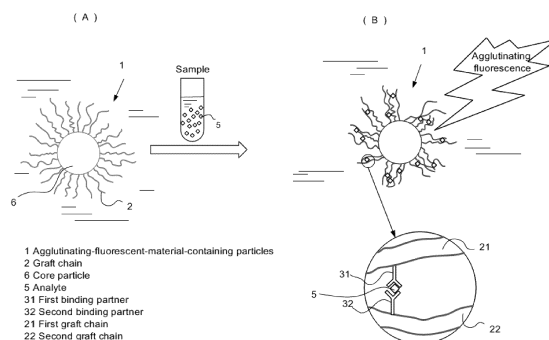 ( A )
( B )
1
Sample
5
6
2
1
Agglutinating
fluorescence
31
5
32
21
22
1 Agglutinating-fluorescent-material-containing particles
2 Graft chain
6 Core particle
5 Analyte
31 First binding partner
32 Second binding partner
21 First graft chain
22 Second graft chain